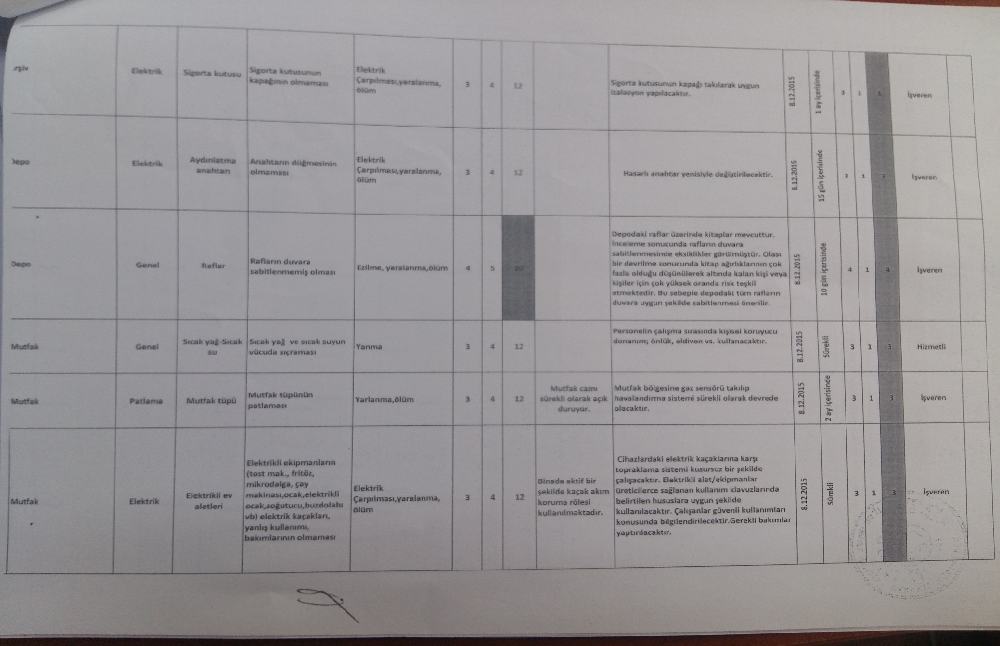 rşiv
Elektrik
Sigorta kutusu
Sigorta kutusunun
kapağının olmaması
Elektrik
Çarpılması,yaralanma,
ölüm
3
4
12
Sigorta kutusunun kapağı takılarak uygun
izalasyon yapılacaktır.
8.12.2015
1 ay içerisinde
3
1
3
İşveren
Depo
Elektrik
Aydınlatma
anahtarı
Anahtarın düğmesinin
olmaması
Elektrik
Çarpılması,yaralanma,
ölüm
3
4
12
Hasarlı anahtar yenisiyle değiştirilecektir.
8.12.2015
15 gün içerisinde
3
1
3
İşveren
Depo
Genel
Raflar
Rafların duvara
sabitlenmemiş olması
Ezilme, yaralanma,ölüm
4
5
20
Depodaki raflar üzerinde kitaplar mevcuttur.
İnceleme sonucunda rafların duvara
sabitlenmesinde eksiklikler görülmüştür. Olası
bir devrilme sonucunda kitap ağırlıklarının çok
fazla olduğu düşünülerek altında kalan kişi veya
kişiler için çok yüksek oranda risk teşkil
etmektedir. Bu sebeple depodaki tüm rafların
duvara uygun şekilde sabitlenmesi önerilir.
8.12.2015
10 gün içerisinde
4
1
4
İşveren
Mutfak
Genel
Sıcak yağ-Sıcak
su
Sıcak yağ ve sıcak suyun
vücuda sıçraması
Yanma
3
4
12
Personelin çalışma sırasında kişisel koruyucu
donanım; önlük, eldiven vs. kullanacaktır.
8.12.2015
Sürekli
3
1
3
Hizmetli
Mutfak
Patlama
Mutfak tüpü
Mutfak tüpünün
patlaması
Yarlanma,ölüm
3
4
12
Mutfak camı
sürekli olarak açık
duruyor.
Mutfak bölgesine gaz sensörü takılıp
havalandırma sistemi sürekli olarak devrede
olacaktır.
8.12.2015
2 ay içerisinde
3
1
3
İşveren
Mutfak
Elektrik
Elektrikli ev
aletleri
Elektrikli ekipmanların
(tost mak., fritöz,
mikrodalga, çay
makinası,ocak,elektrikli
ocak,soğutucu,buzdolabı
vb) elektrik kaçakları,
yanlış kullanımı,
bakımlarının olmaması
Elektrik
Çarpılması,yaralanma,
ölüm
3
4
12
Binada aktif bir
şekilde kaçak akım
koruma rölesi
kullanılmaktadır.
Cihazlardaki elektrik kaçaklarına karşı
topraklama sistemi kusursuz bir şekilde
çalışacaktır. Elektrikli alet/ekipmanlar
üreticilerce sağlanan kullanım klavuzlarında
belirtilen hususlara uygun şekilde
kullanılacaktır. Çalışanlar güvenli kullanımları
konusunda bilgilendirilecektir.Gerekli bakımlar
yaptırılacaktır.
8.12.2015
Sürekli
3
1
3
İşveren